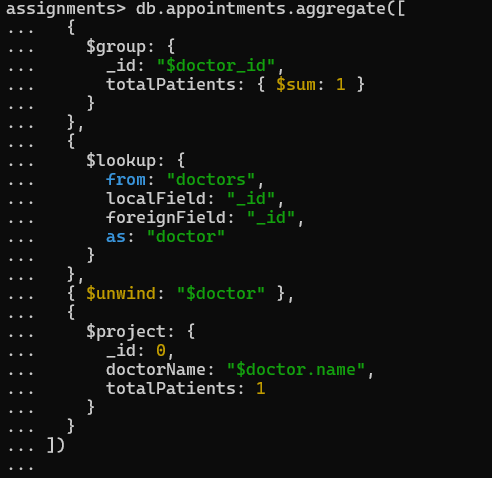 assignments> db.appointments.aggregate([
...   {
...     $group: {
...       _id: "$doctor_id",
...       totalPatients: { $sum: 1 }
...     }
...   },
...   {
...     $lookup: {
...       from: "doctors",
...       localField: "_id",
...       foreignField: "_id",
...       as: "doctor"
...     }
...   },
...   { $unwind: "$doctor" },
...   {
...     $project: {
...       _id: 0,
...       doctorName: "$doctor.name",
...       totalPatients: 1
...     }
...   }
... ])
...